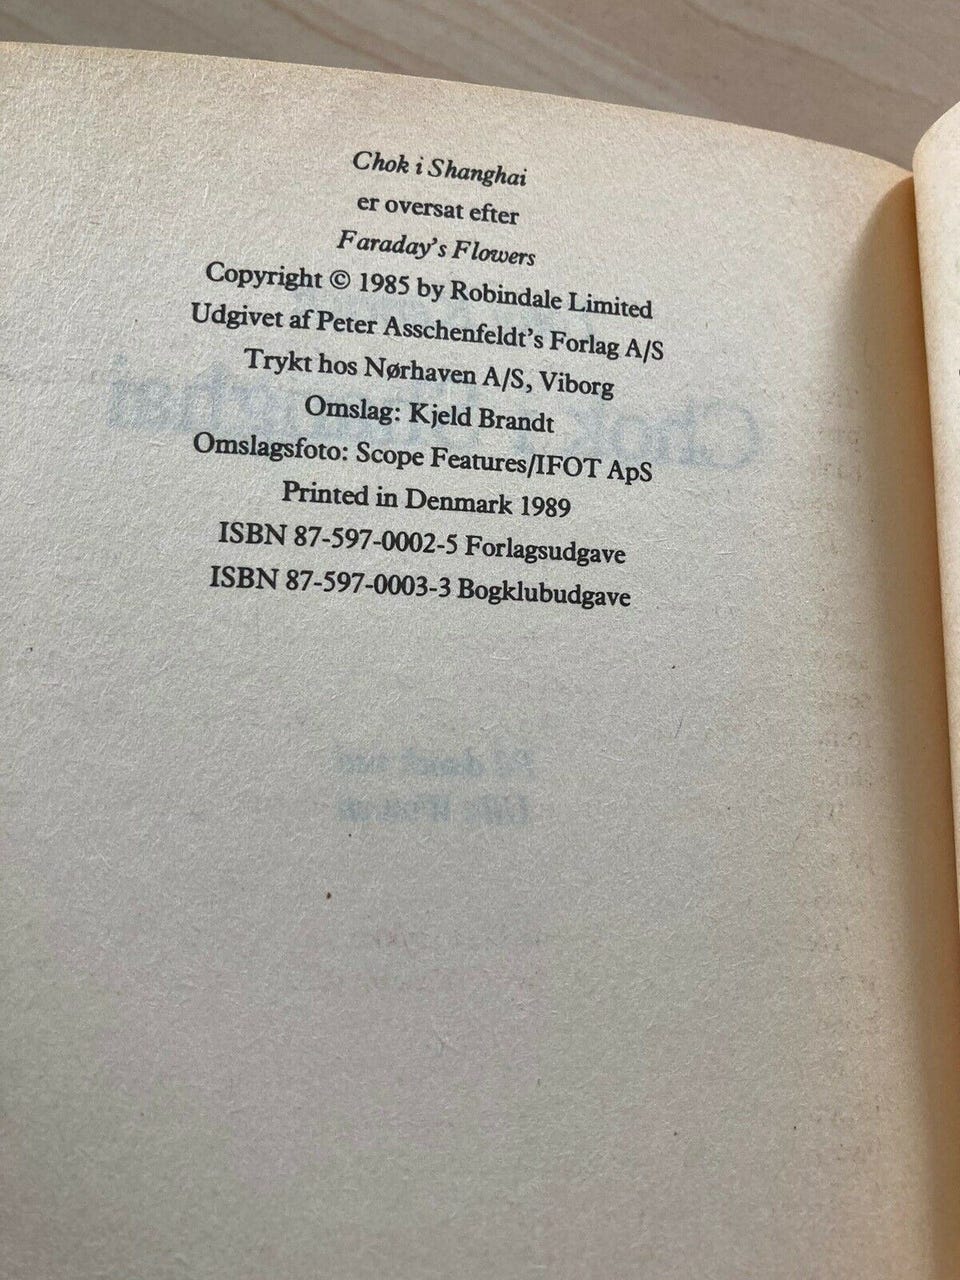 Chok i Shanghai
er oversat efter
Faraday's Flowers
Copyright © 1985 by Robindale Limited
Udgivet af Peter Asschenfeldt's Forlag A/S
Trykt hos Nørhaven A/S, Viborg
Omslag: Kjeld Brandt
Omslagsfoto: Scope Features/IFOT ApS
Printed in Denmark 1989
ISBN 87-597-0002-5 Forlagsudgave
ISBN 87-597-0003-3 Bogklubudgave